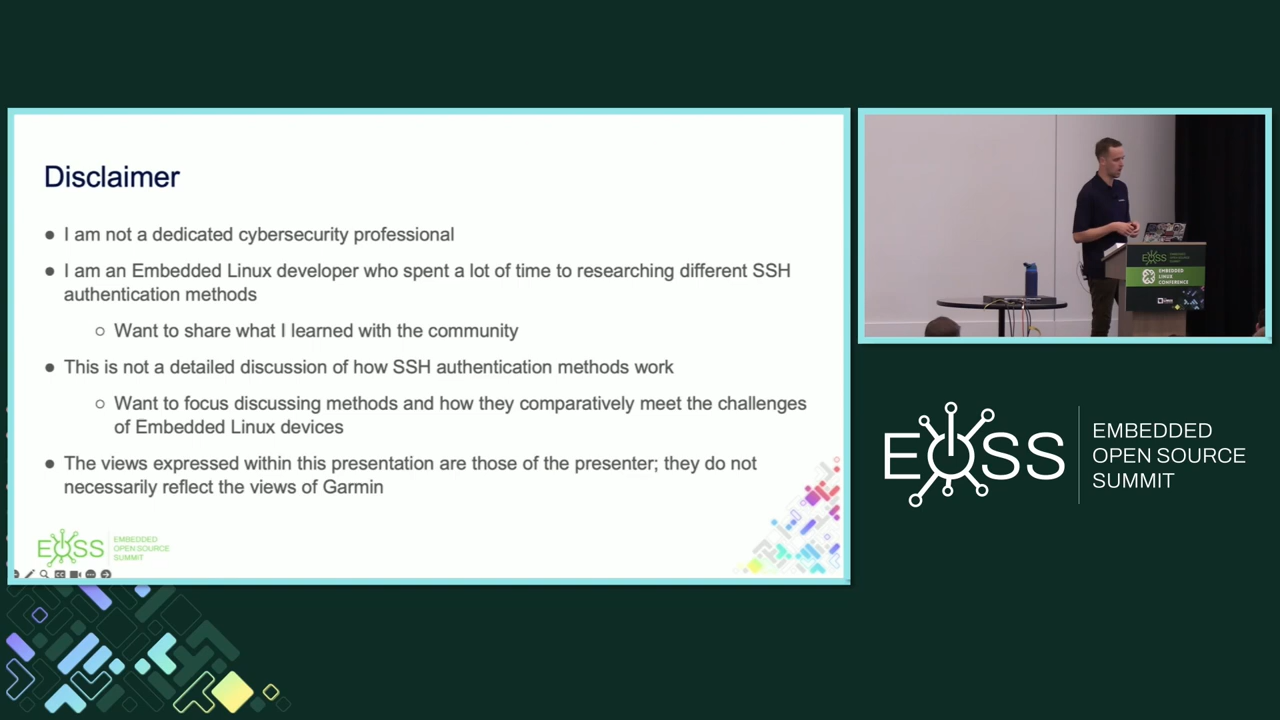 Disclaimer
● I am not a dedicated cybersecurity professional
● I am an Embedded Linux developer who spent a lot of time to researching different SSH
authentication methods
○ Want to share what I learned with the community
● This is not a detailed discussion of how SSH authentication methods work
○ Want to focus discussing methods and how they comparatively meet the challenges
of Embedded Linux devices
● The views expressed within this presentation are those of the presenter; they do not
necessarily reflect the views of Garmin
EOSS
EMBEDDED
OPEN SOURCE
SUMMIT
EMBEDDED
LINUX
CONFERENCE
EOSS
EMBEDDED
OPEN SOURCE
SUMMIT